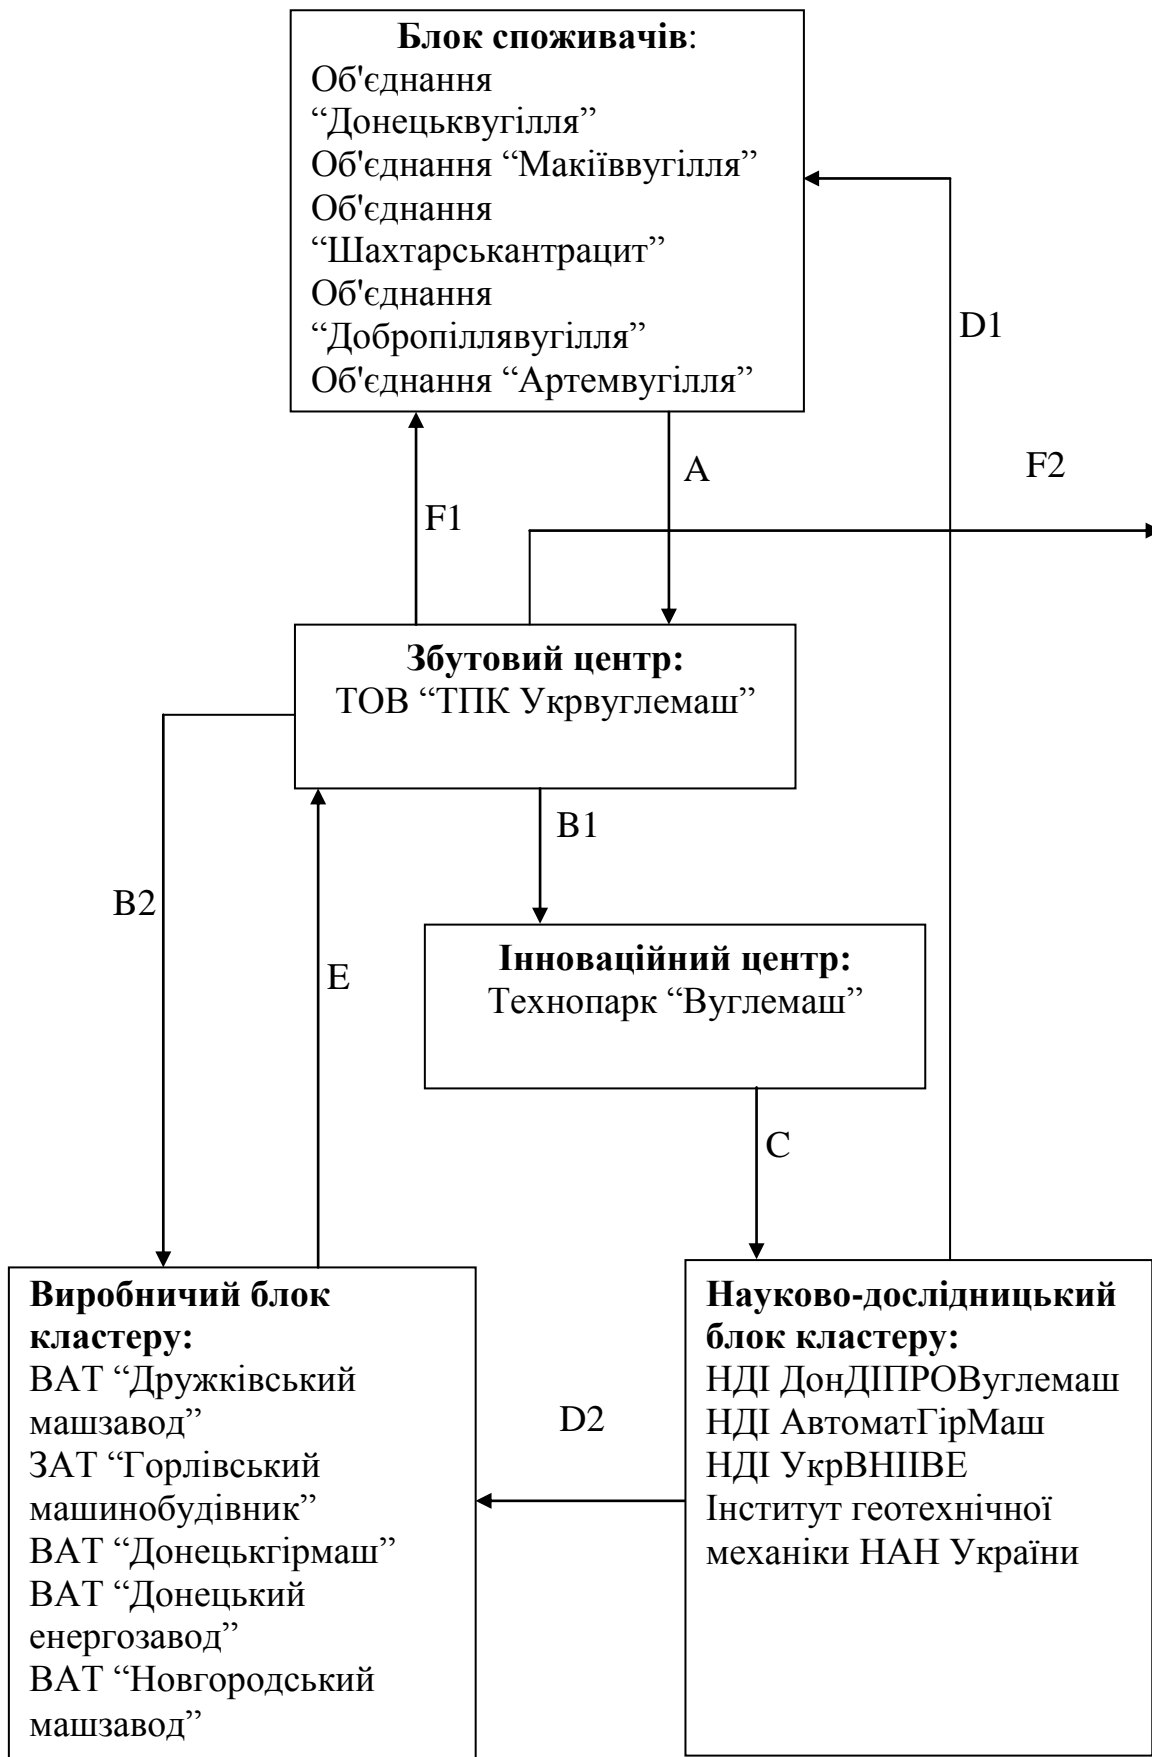 Блок споживачів:
Об'єднання
“Донецьквугілля”
Об'єднання “Макіїввугілля”
Об'єднання
“Шахтарськантрацит”
Об'єднання
“Добропіллявугілля”
Об'єднання “Артемвугілля”
D1
A
F2
F1
Збутовий центр:
ТОВ “ТПК Укрвуглемаш”
B1
B2
E
Інноваційний центр:
Технопарк “Вуглемаш”
C
Виробничий блок
кластеру:
ВАТ “Дружківський
машзавод”
ЗАТ “Горлівський
машинобудівник”
ВАТ “Донецькгірмаш”
ВАТ “Донецький
енергозавод”
ВАТ “Новгородський
машзавод”
D2
Науково-дослідницький
блок кластеру:
НДІ ДонДІПРОВуглемаш
НДІ АвтоматГірМаш
НДІ УкрВНІІВЕ
Інститут геотехнічної
механіки НАН України